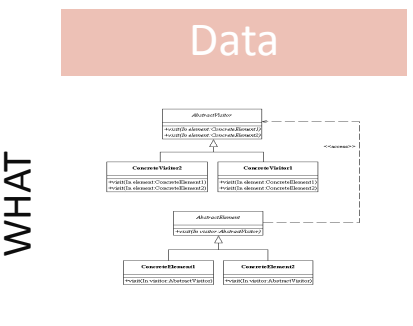 Data
WHAT
AbstractVisitor
+visit(In element:ConcreteElement1)
+visit(In element:ConcreteElement2)
<<access>>
ConcreteVisitor2
+visit(In element:ConcreteElement1)
+visit(In element:ConcreteElement2)
ConcreteVisitor1
+visit(In element:ConcreteElement1)
+visit(In element:ConcreteElement2)
AbstractElement
+visit(In visitor:AbstractVisitor)
ConcreteElement1
+visit(In visitor:AbstractVisitor)
ConcreteElement2
+visit(In visitor:AbstractVisitor)